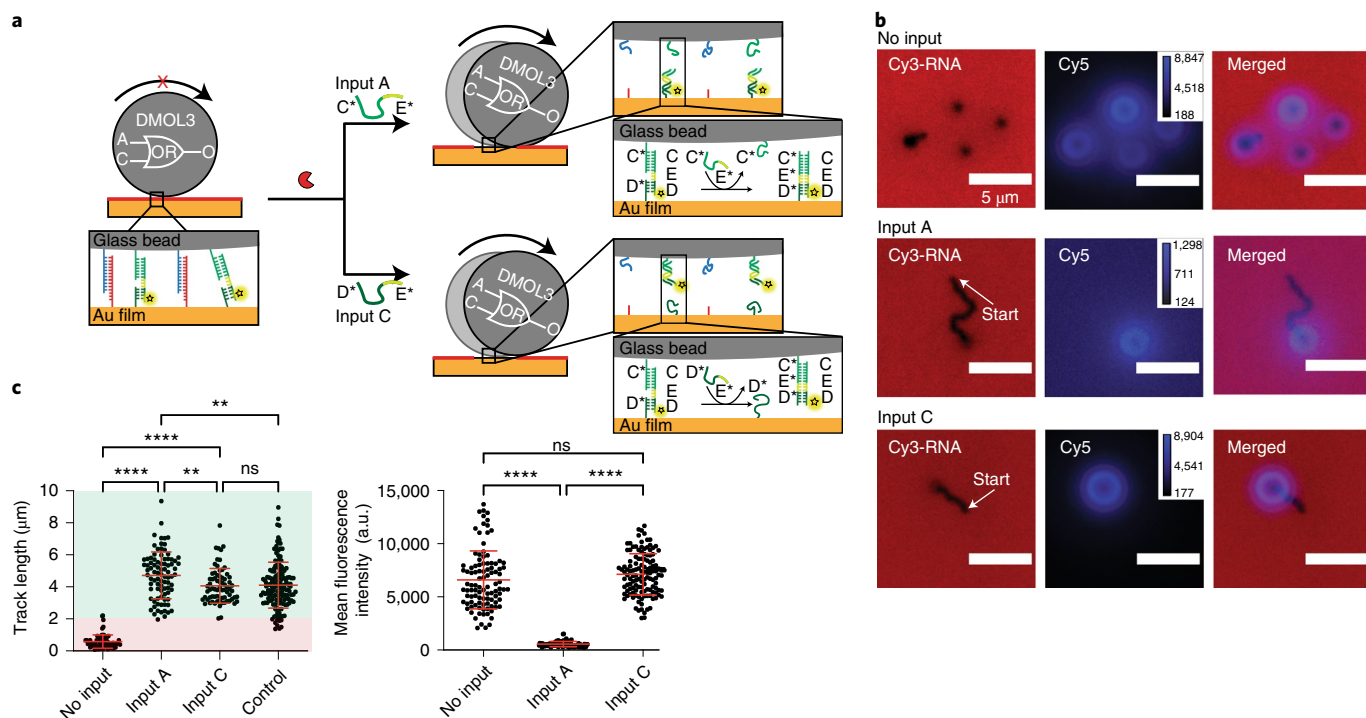 a
DMOL3
A
C
OR
O
X
Glass bead
Au film
Input A
C* E*
D* E*
Input C
DMOL3
A
C
OR
O
Glass bead
C* C C* C* C
E* E* E
D* D D* D
Au film
DMOL3
A
C
OR
O
Glass bead
C* C D* D* C* C
E E* E* E
D* D D* D
Au film
b
No input
Cy3-RNA
5 μm
Cy5
8,847
4,518
188
Merged
Input A
Cy3-RNA
Start
Cy5
1,298
711
124
Merged
Input C
Cy3-RNA
Start
Cy5
8,904
4,541
177
Merged
c
**
****
**** ** ns
Track length (μm)
10
8
6
4
2
0
No input
Input A
Input C
Control
ns
**** ****
Mean fluorescence
intensity (a.u.)
15,000
10,000
5,000
0
No input
Input A
Input C